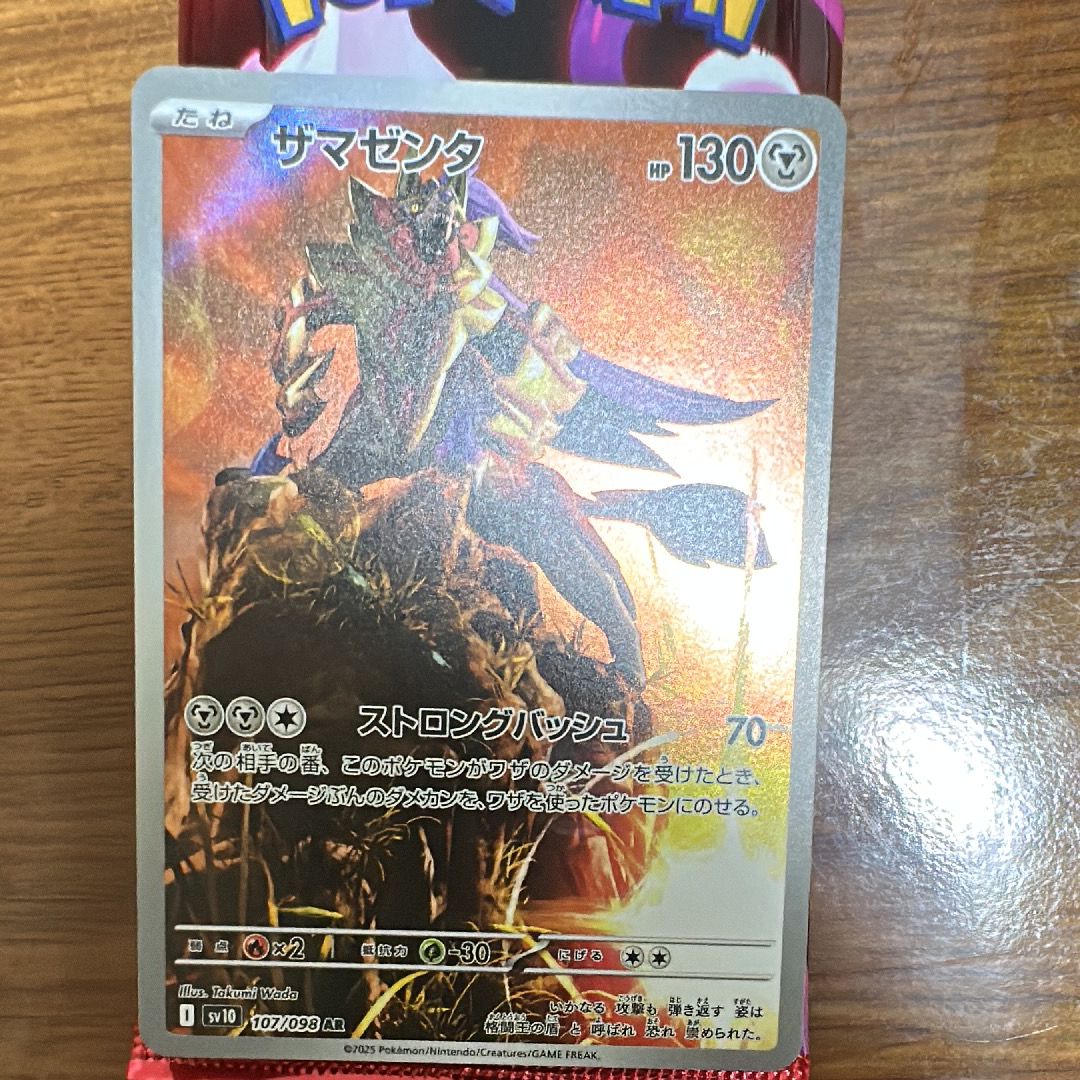 POKÉMON
たね
ザマゼンタ
HP 130
ストロングバッシュ 70
次の相手の番、このポケモンがワザのダメージを受けたとき、
受けたダメージぶんのダメカンを、ワザを使ったポケモンにのせる。
弱点 ×2 抵抗力 -30 にげる
Illus. Takumi Wada
I sv10 107/098 AR
いかなる 攻撃も 弾き返す 姿は
格闘王の盾 と 呼ばれ 恐れ 崇められた。
©2025 Pokémon/Nintendo/Creatures/GAME FREAK.